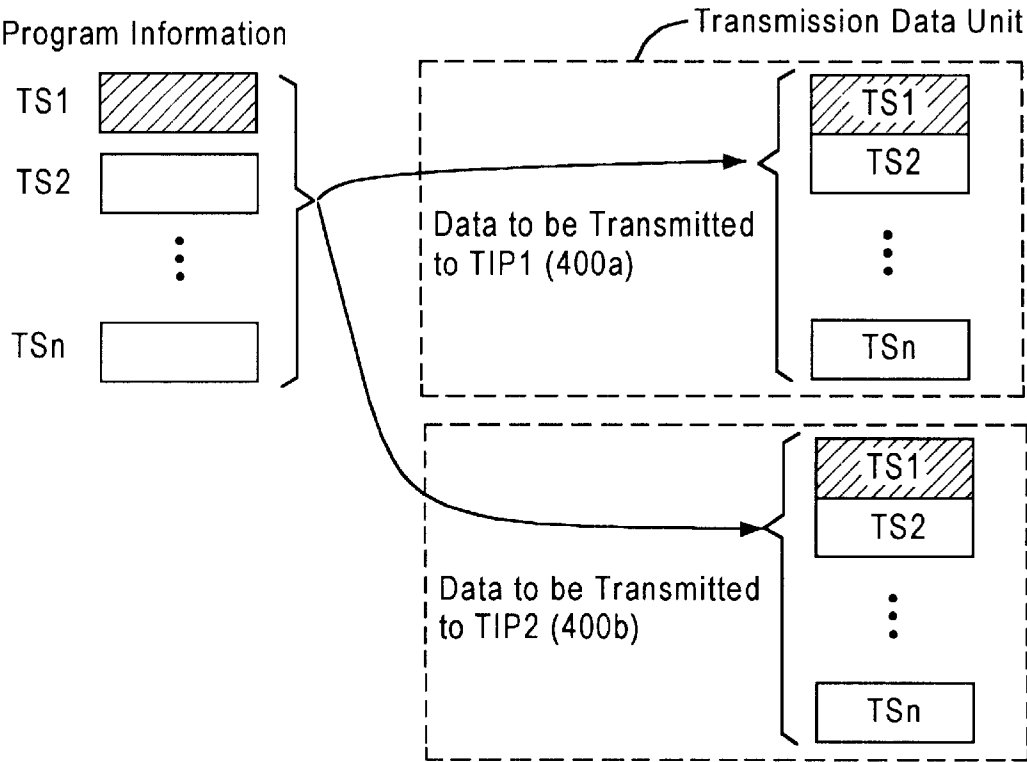 Program Information
TS1
TS2
TSn
Transmission Data Unit
Data to be Transmitted
to TIP1 (400a)
TS1
TS2
TSn
Data to be Transmitted
to TIP2 (400b)
TS1
TS2
TSn